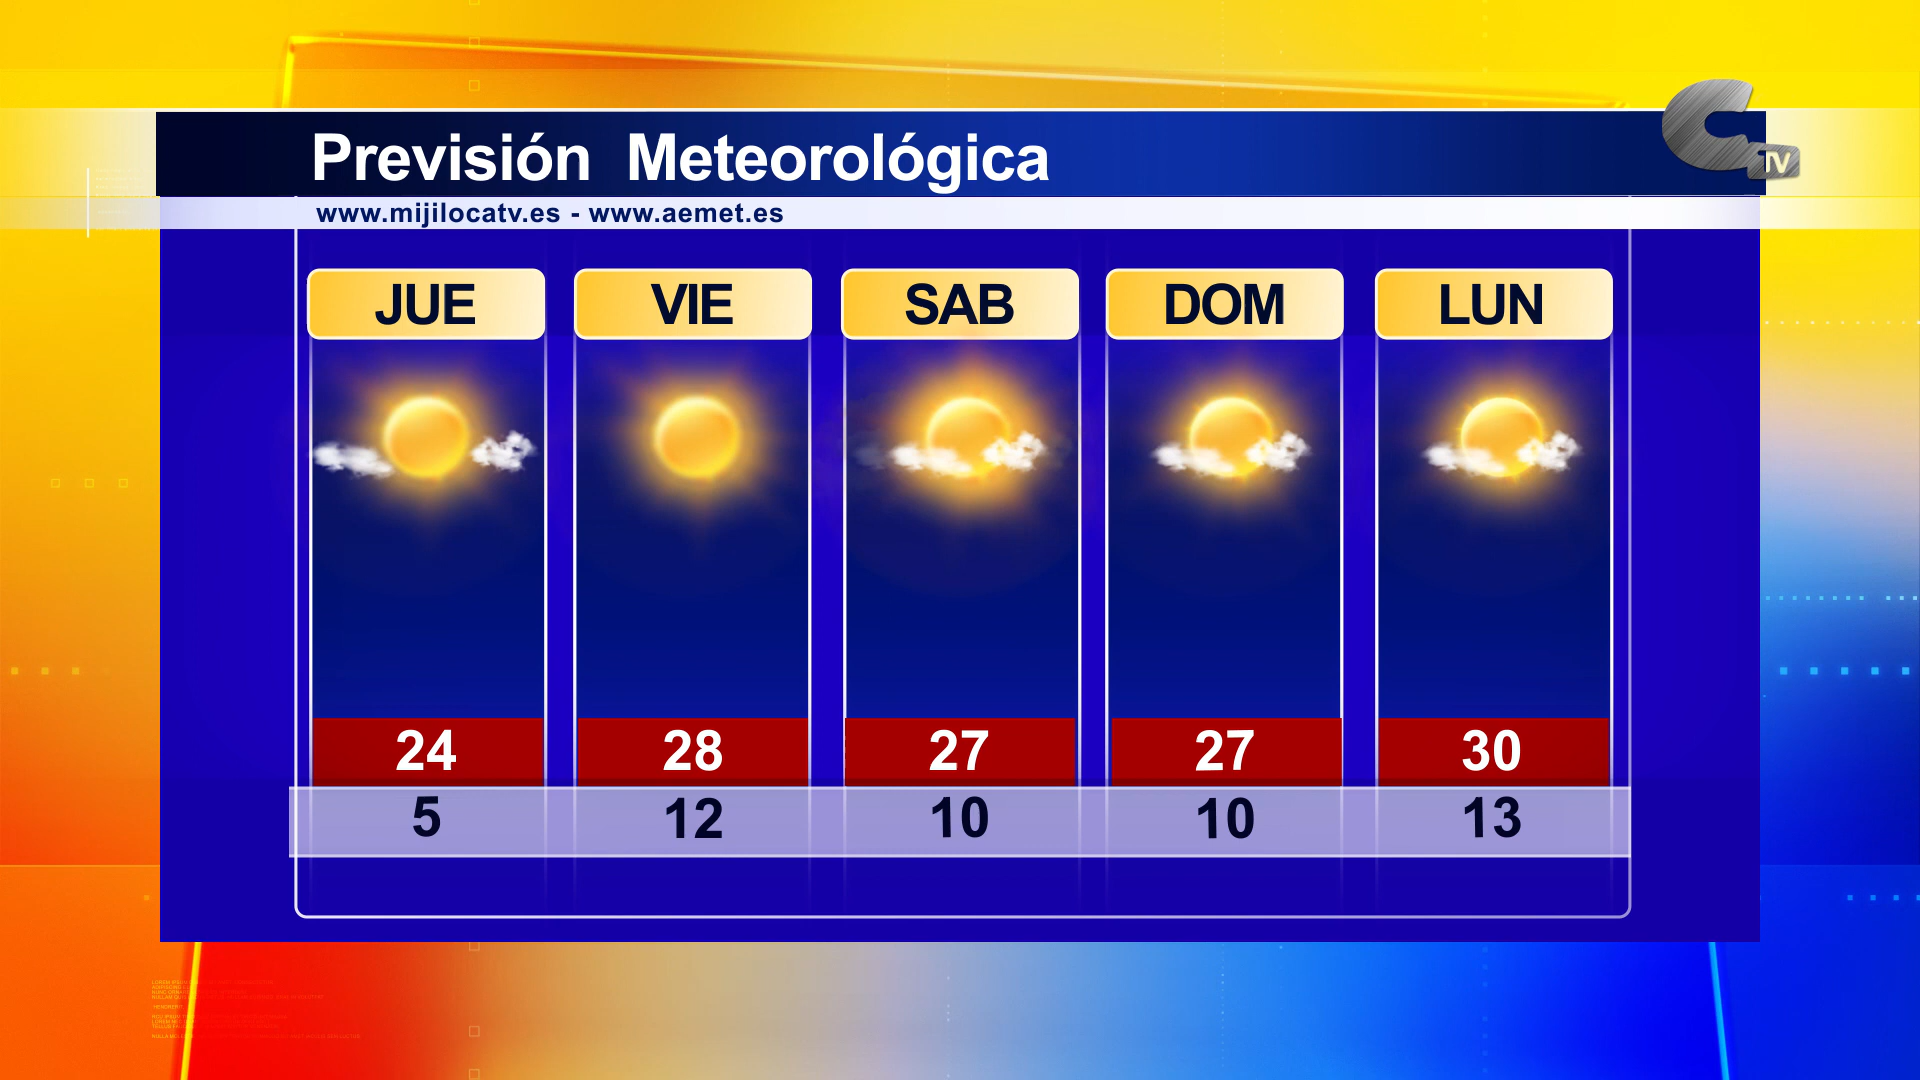 Previsión Meteorológica
TV
www.mijilocatv.es - www.aemet.es
JUE VIE SAB DOM LUN
24 28 27 27 30
5 12 10 10 13